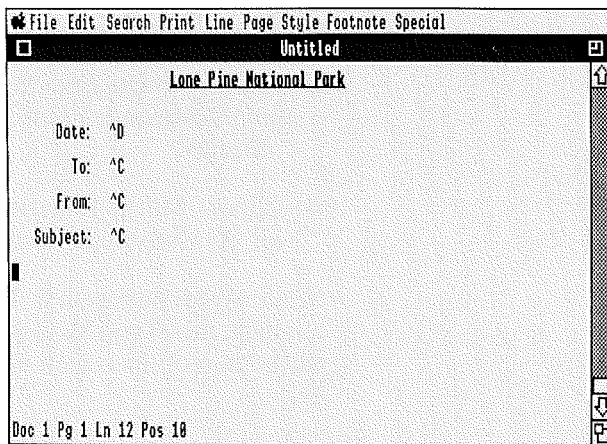 File Edit Search Print Line Page Style Footnote Special
Untitled
Lone Pine National Park
Date: ^D
To: ^C
From: ^C
Subject: ^C
Doc 1 Pg 1 Ln 12 Pos 10